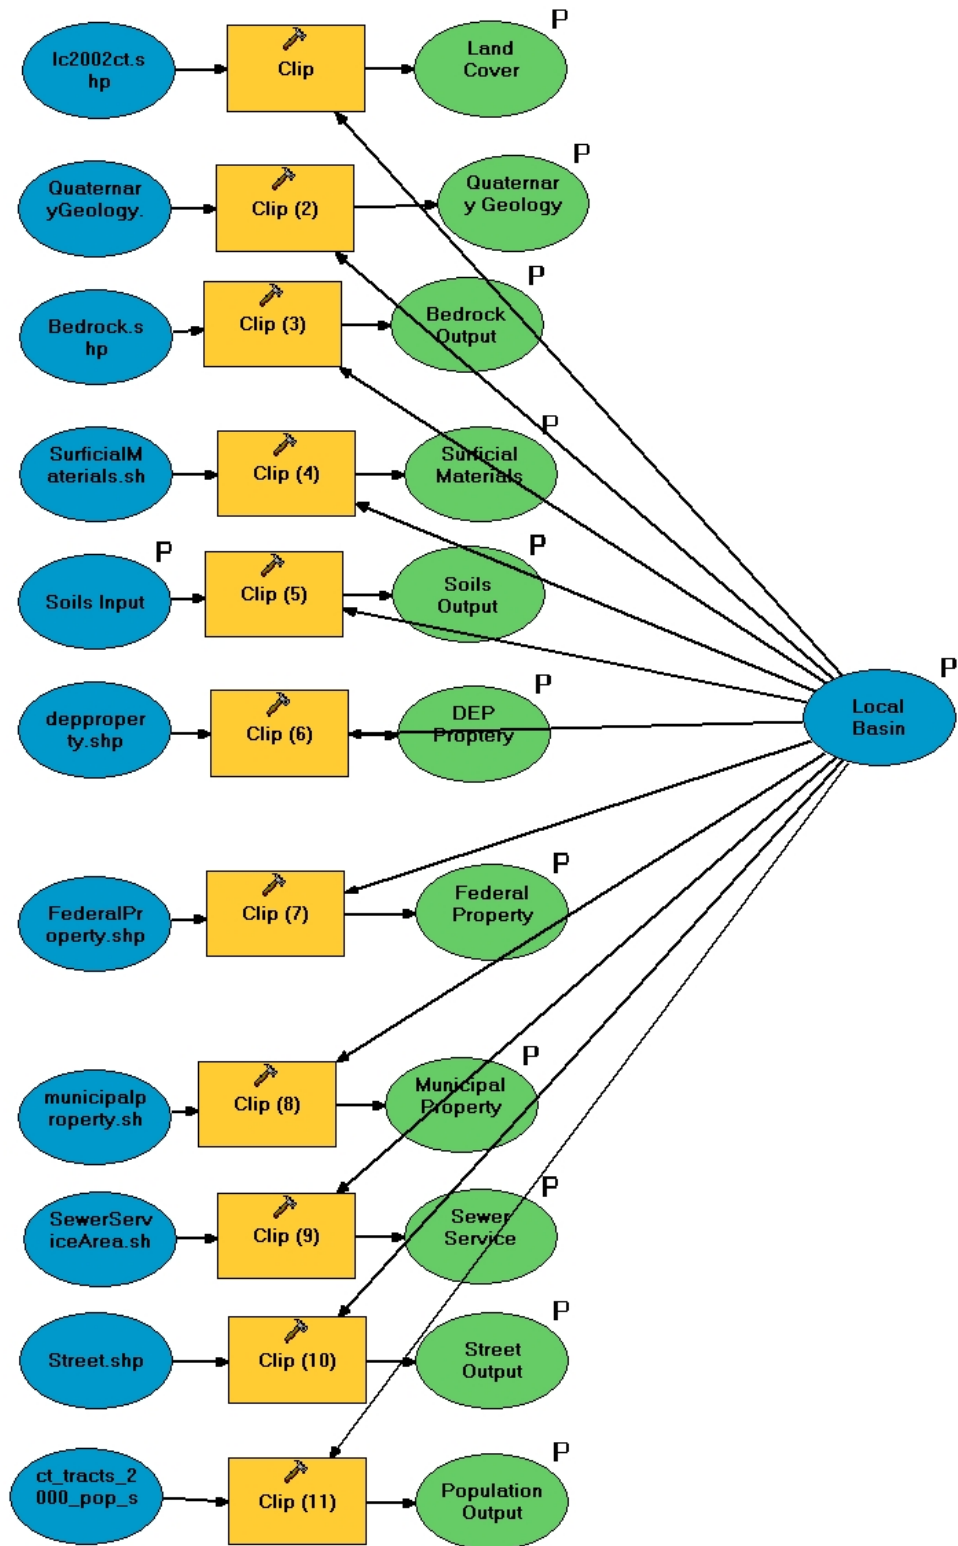 P
lc2002ct.s
hp
Clip
Land
Cover
P
Quaternar
yGeology.
Clip (2)
Quaternar
y Geology
P
Bedrock.s
hp
Clip (3)
Bedrock
Output
P
SurficialM
aterials.sh
Clip (4)
Surficial
Materials
P
P
Soils Input
Clip (5)
Soils
Output
P
P
depproper
ty.shp
Clip (6)
DEP
Proptery
Local
Basin
P
FederalPr
operty.shp
Clip (7)
Federal
Property
P
municipalp
roperty.sh
Clip (8)
Municipal
Property
P
SewerServ
iceArea.sh
Clip (9)
Sewer
Service
P
Street.shp
Clip (10)
Street
Output
P
ct_tracts_2
000_pop_s
Clip (11)
Population
Output